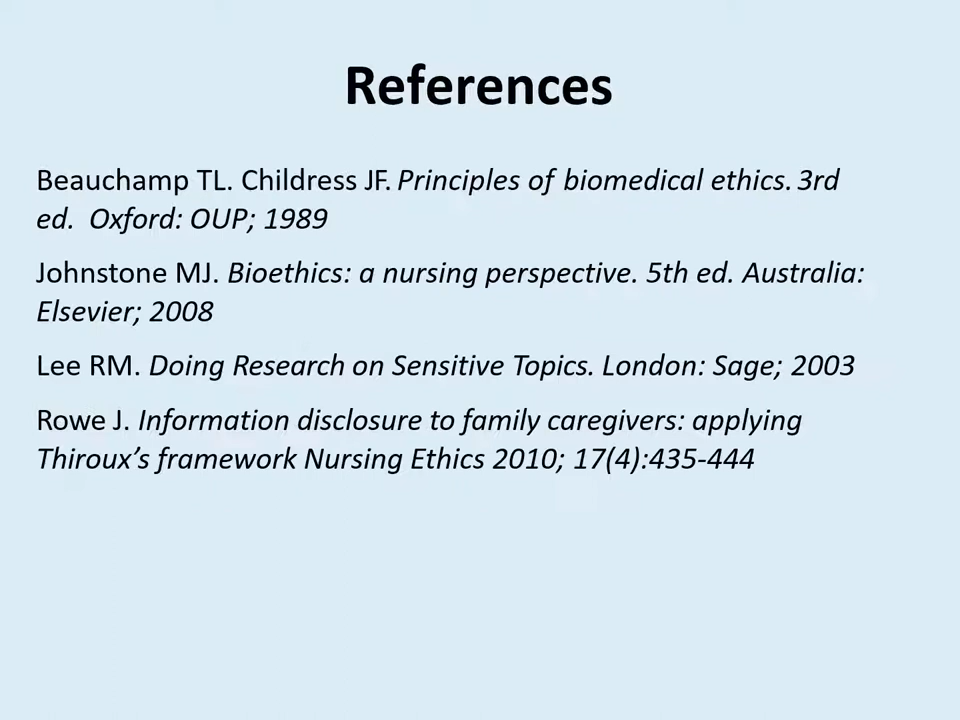 References
Beauchamp TL. Childress JF. Principles of biomedical ethics. 3rd
ed. Oxford: OUP; 1989
Johnstone MJ. Bioethics: a nursing perspective. 5th ed. Australia:
Elsevier; 2008
Lee RM. Doing Research on Sensitive Topics. London: Sage; 2003
Rowe J. Information disclosure to family caregivers: applying
Thiroux’s framework Nursing Ethics 2010; 17(4):435-444